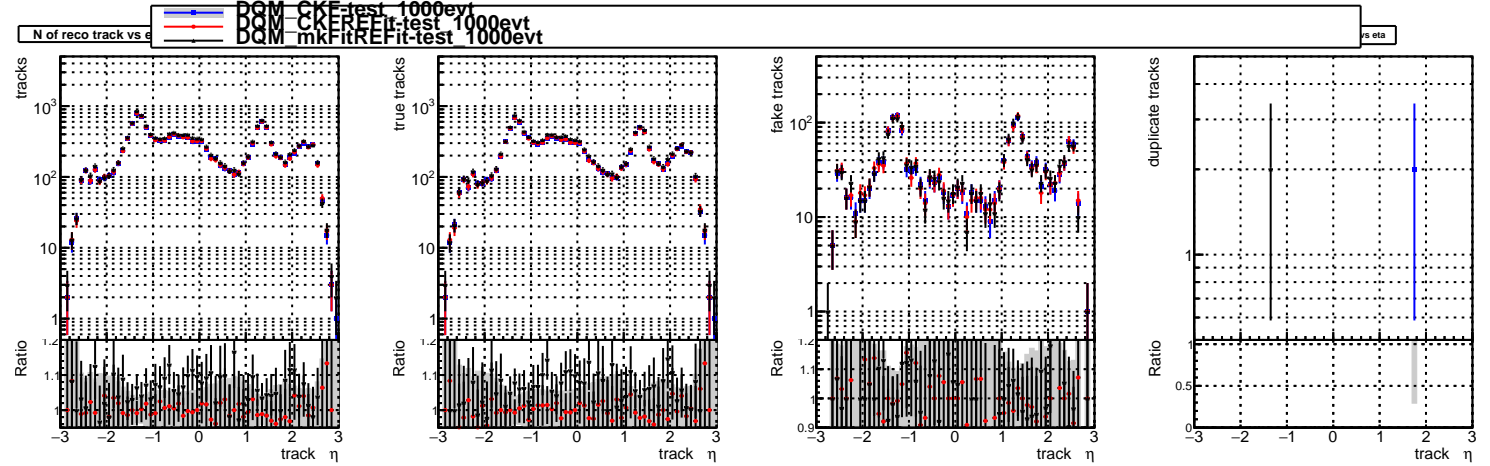 DQM_CKF-test_1000evt
DQM_CKFREFit-test_1000evt
DQM_mkFitREFit-test_1000evt
N of reco track vs e
vs eta
tracks
10³
10²
10
1
Ratio
1.2
1.1
1
−3 −2 −1 0 1 2 3
track η
true tracks
10³
10²
10
1
Ratio
1.2
1.1
1
−3 −2 −1 0 1 2 3
track η
fake tracks
10²
10
1
Ratio
1.2
1.1
1
0.9
−3 −2 −1 0 1 2 3
track η
duplicate tracks
1
Ratio
1
0.5
0
−3 −2 −1 0 1 2 3
track η